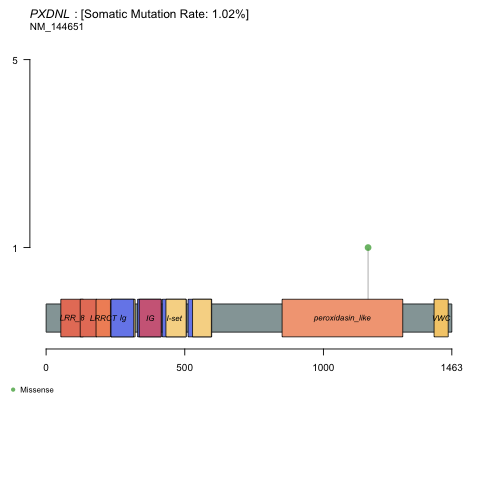 PXDNL : [Somatic Mutation Rate: 1.02%]
NM_144651
5
1
LRR_8 LRRCT Ig IG I-set peroxidasin_like VWC
0 500 1000 1463
Missense